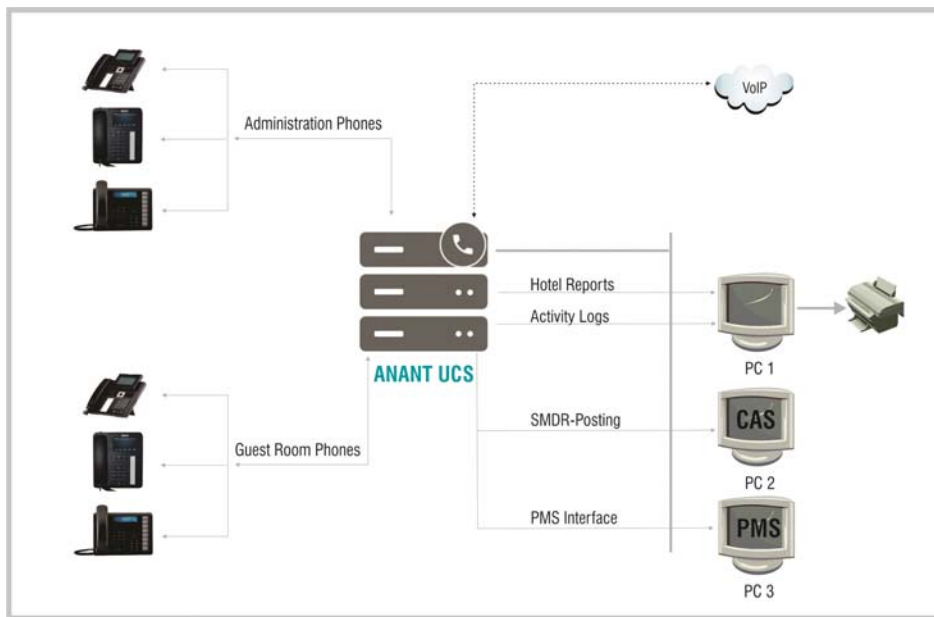 VoIP
Administration Phones
Hotel Reports
Activity Logs
PC 1
ANANT UCS
SMDR-Posting
CAS
PC 2
Guest Room Phones
PMS Interface
PMS
PC 3